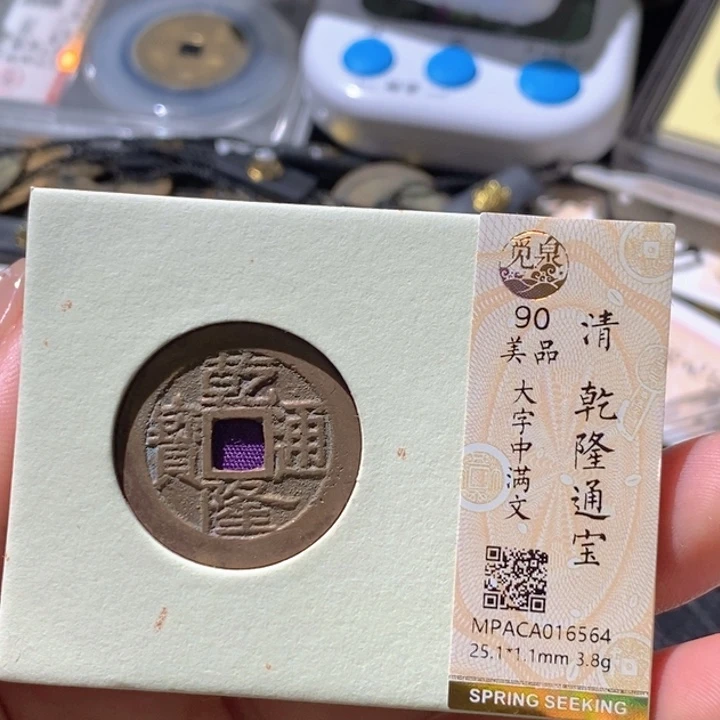 乾隆通寶
觅泉
90
美品
大字中满文
清 乾隆通宝
MPACA016564
25.1*1.1mm 3.8g
SPRING SEEKING